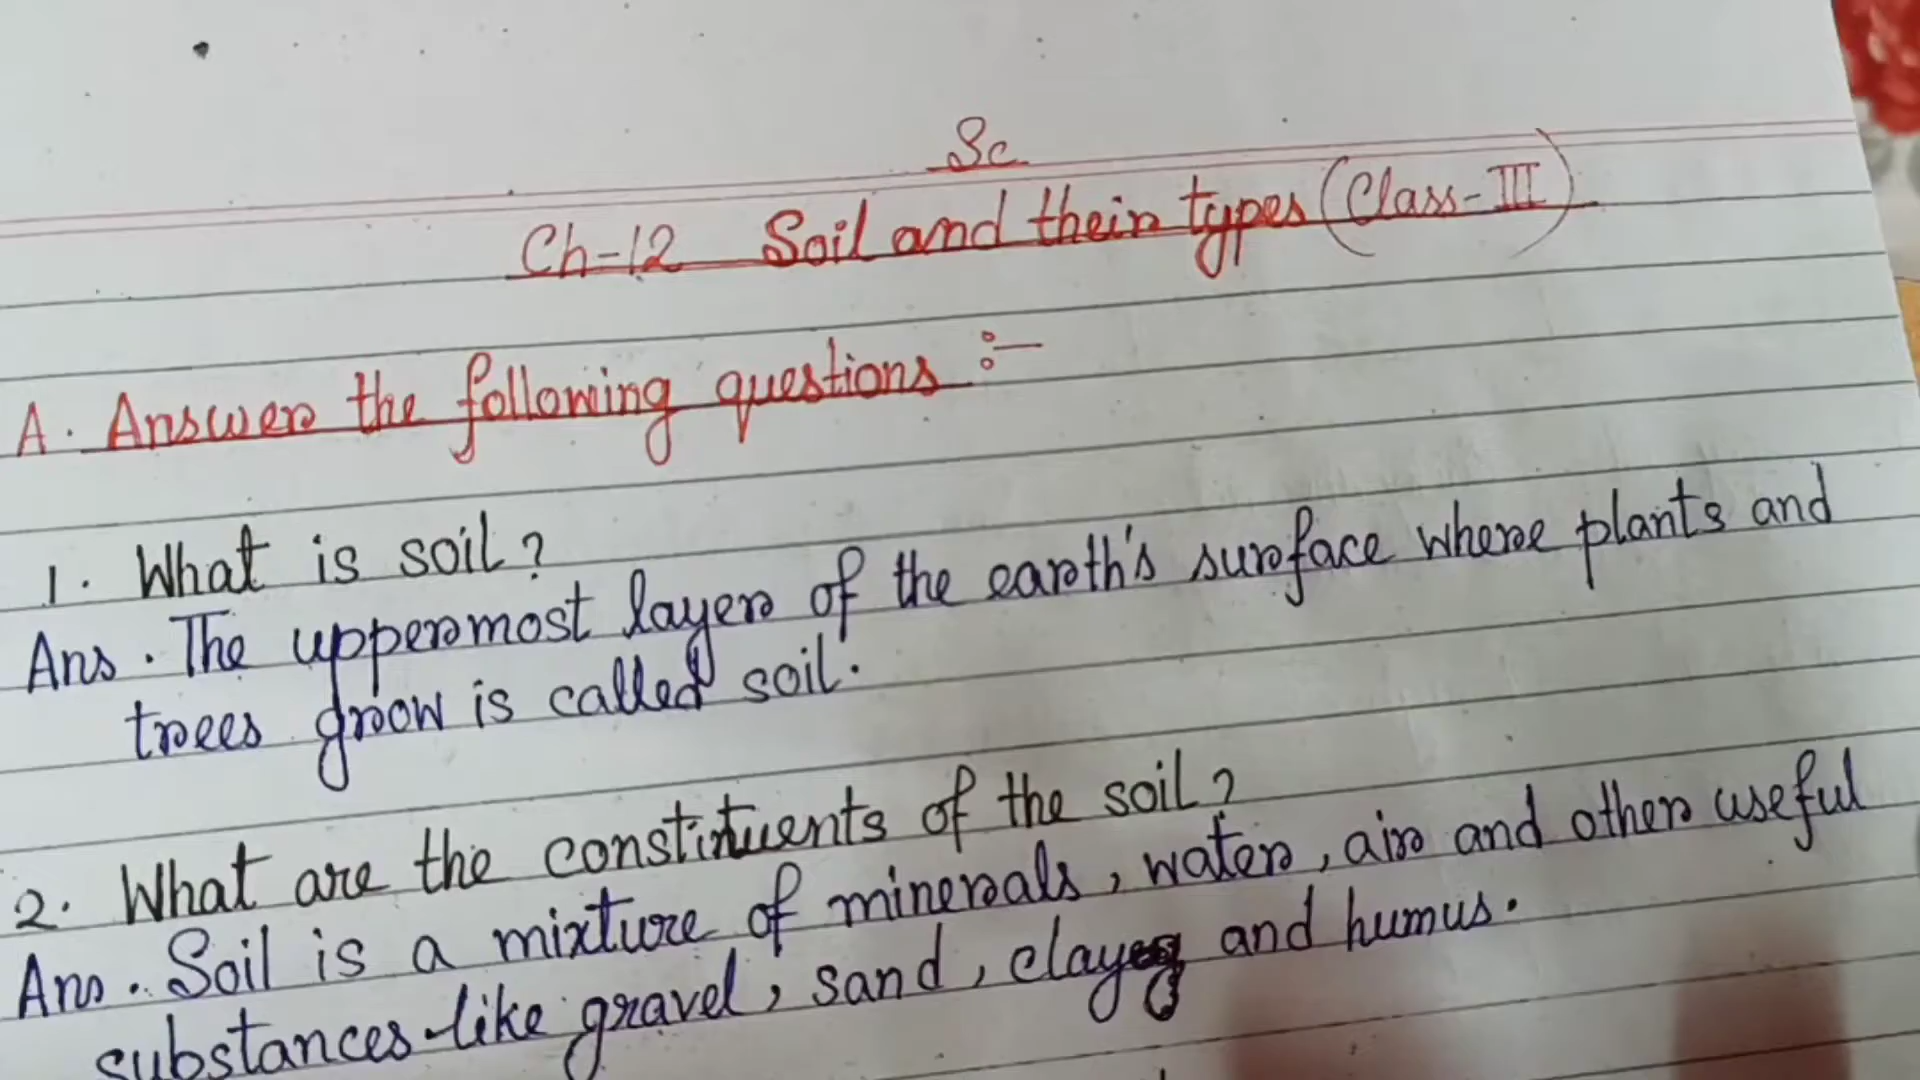 Sc
Ch-12 Soil and their types (Class-III)
A. Answer the following questions :-
1. What is soil?
Ans. The uppermost layer of the earth's surface where plants and
trees grow is called soil.
2. What are the constituents of the soil?
Ans. Soil is a mixture of minerals, water, air and other useful
substances like gravel, sand, clay and humus.